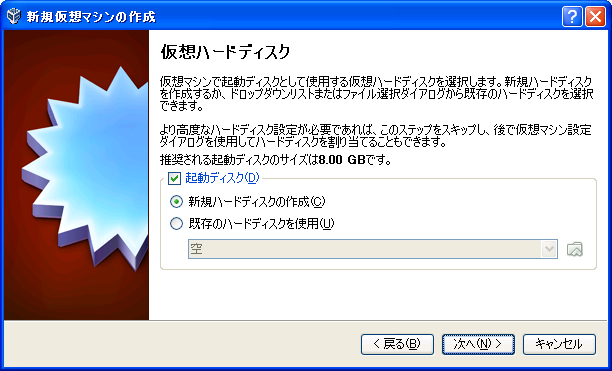 新規仮想マシンの作成
仮想ハードディスク
仮想マシンで起動ディスクとして使用する仮想ハードディスクを選択します。新規ハードディスク
を作成するか、ドロップダウンリストまたはファイル選択ダイアログから既存のハードディスクを選択
できます。
より高度なハードディスク設定が必要であれば、このステップをスキップし、後で仮想マシン設定
ダイアログを使用してハードディスクを割り当てることもできます。
推奨される起動ディスクのサイズは8.00 GBです。
起動ディスク(D)
新規ハードディスクの作成(C)
既存のハードディスクを使用(U)
空
< 戻る(B)
次へ(N) >
キャンセル